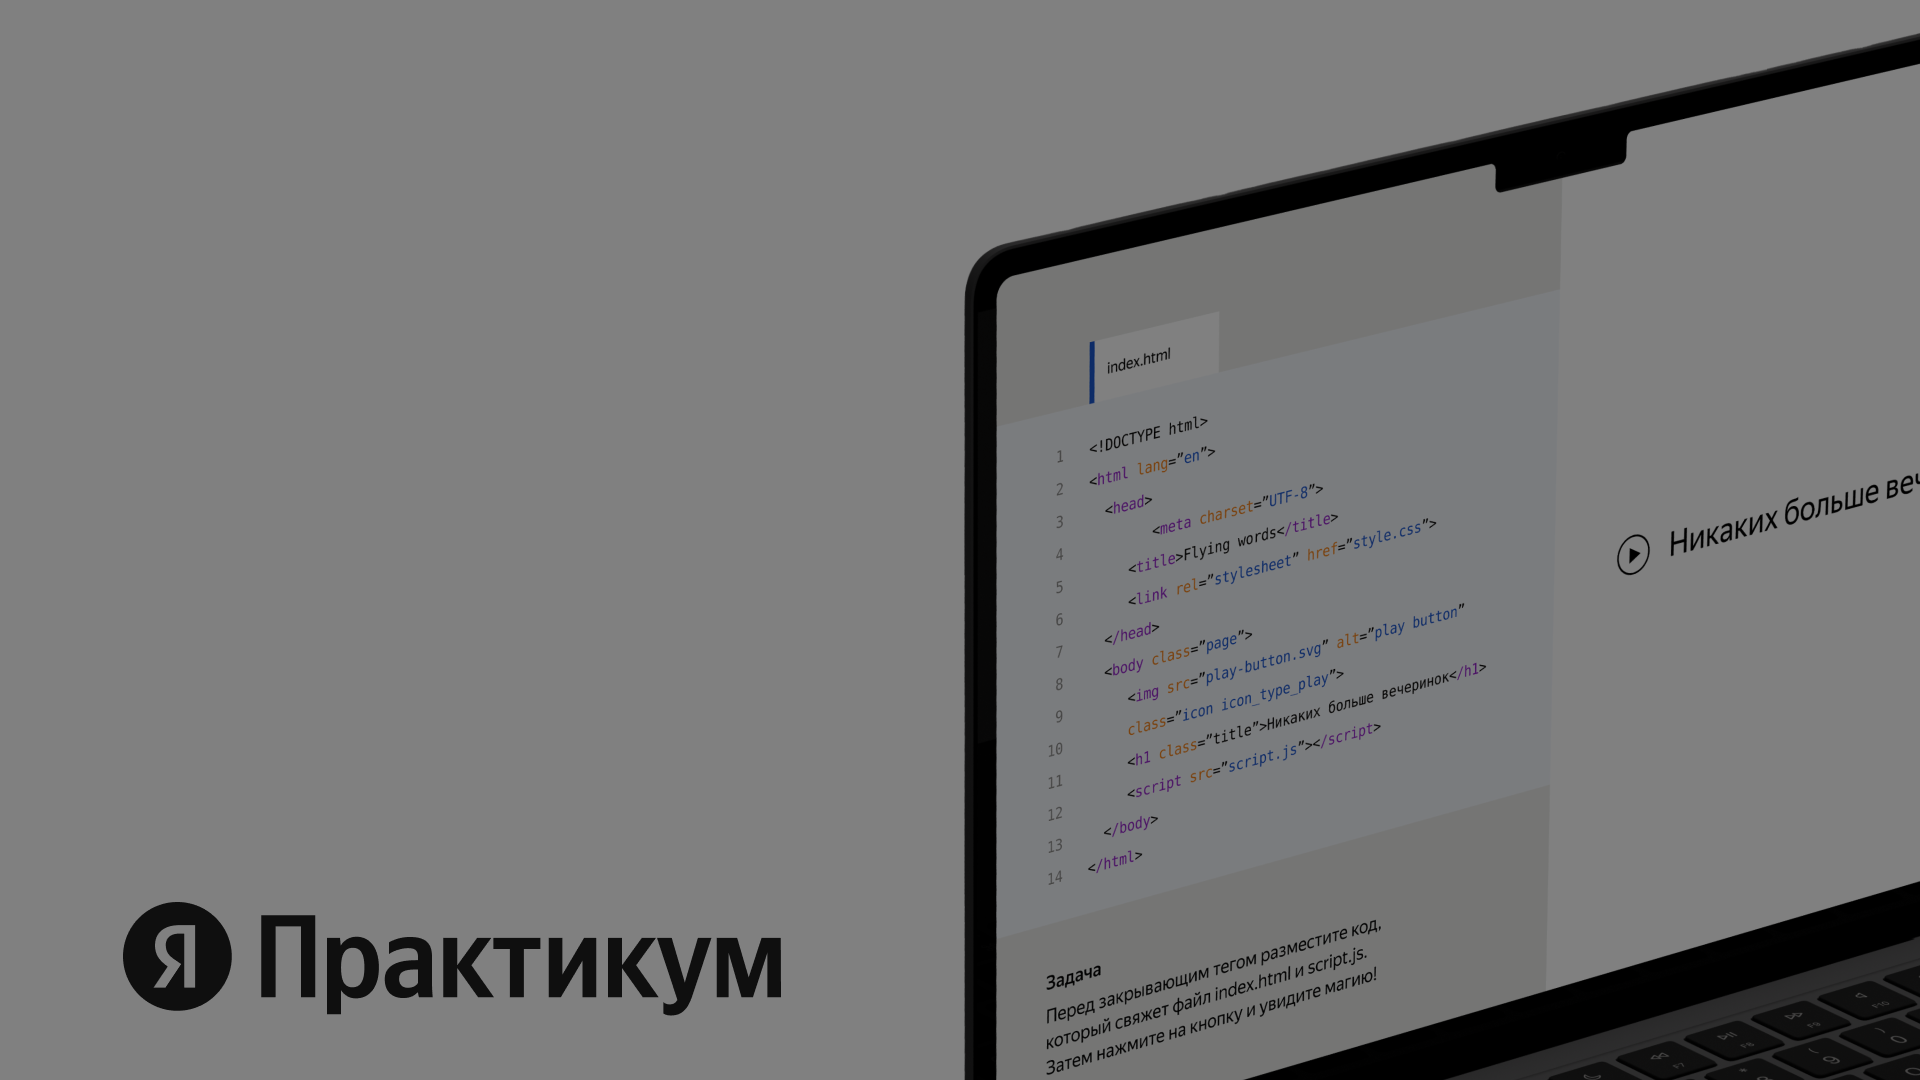 index.html
1 <!DOCTYPE html>
2 <html lang="en">
3 <head>
4 <meta charset="UTF-8">
5 <title>Flying words</title>
6 <link rel="stylesheet" href="style.css">
7 </head>
8 <body class="page">
9 <img src="play-button.svg" alt="play button"
10 class="icon icon_type_play">
11 <h1 class="title">Никаких больше вечеринок</h1>
12 <script src="script.js"></script>
13 </body>
14 </html>
Никаких больше
Задача
Перед закрывающим тегом разместите код,
который свяжет файл index.html и script.js.
Затем нажмите на кнопку и увидите магию!
Я Практикум
F7
F8
F9
F10